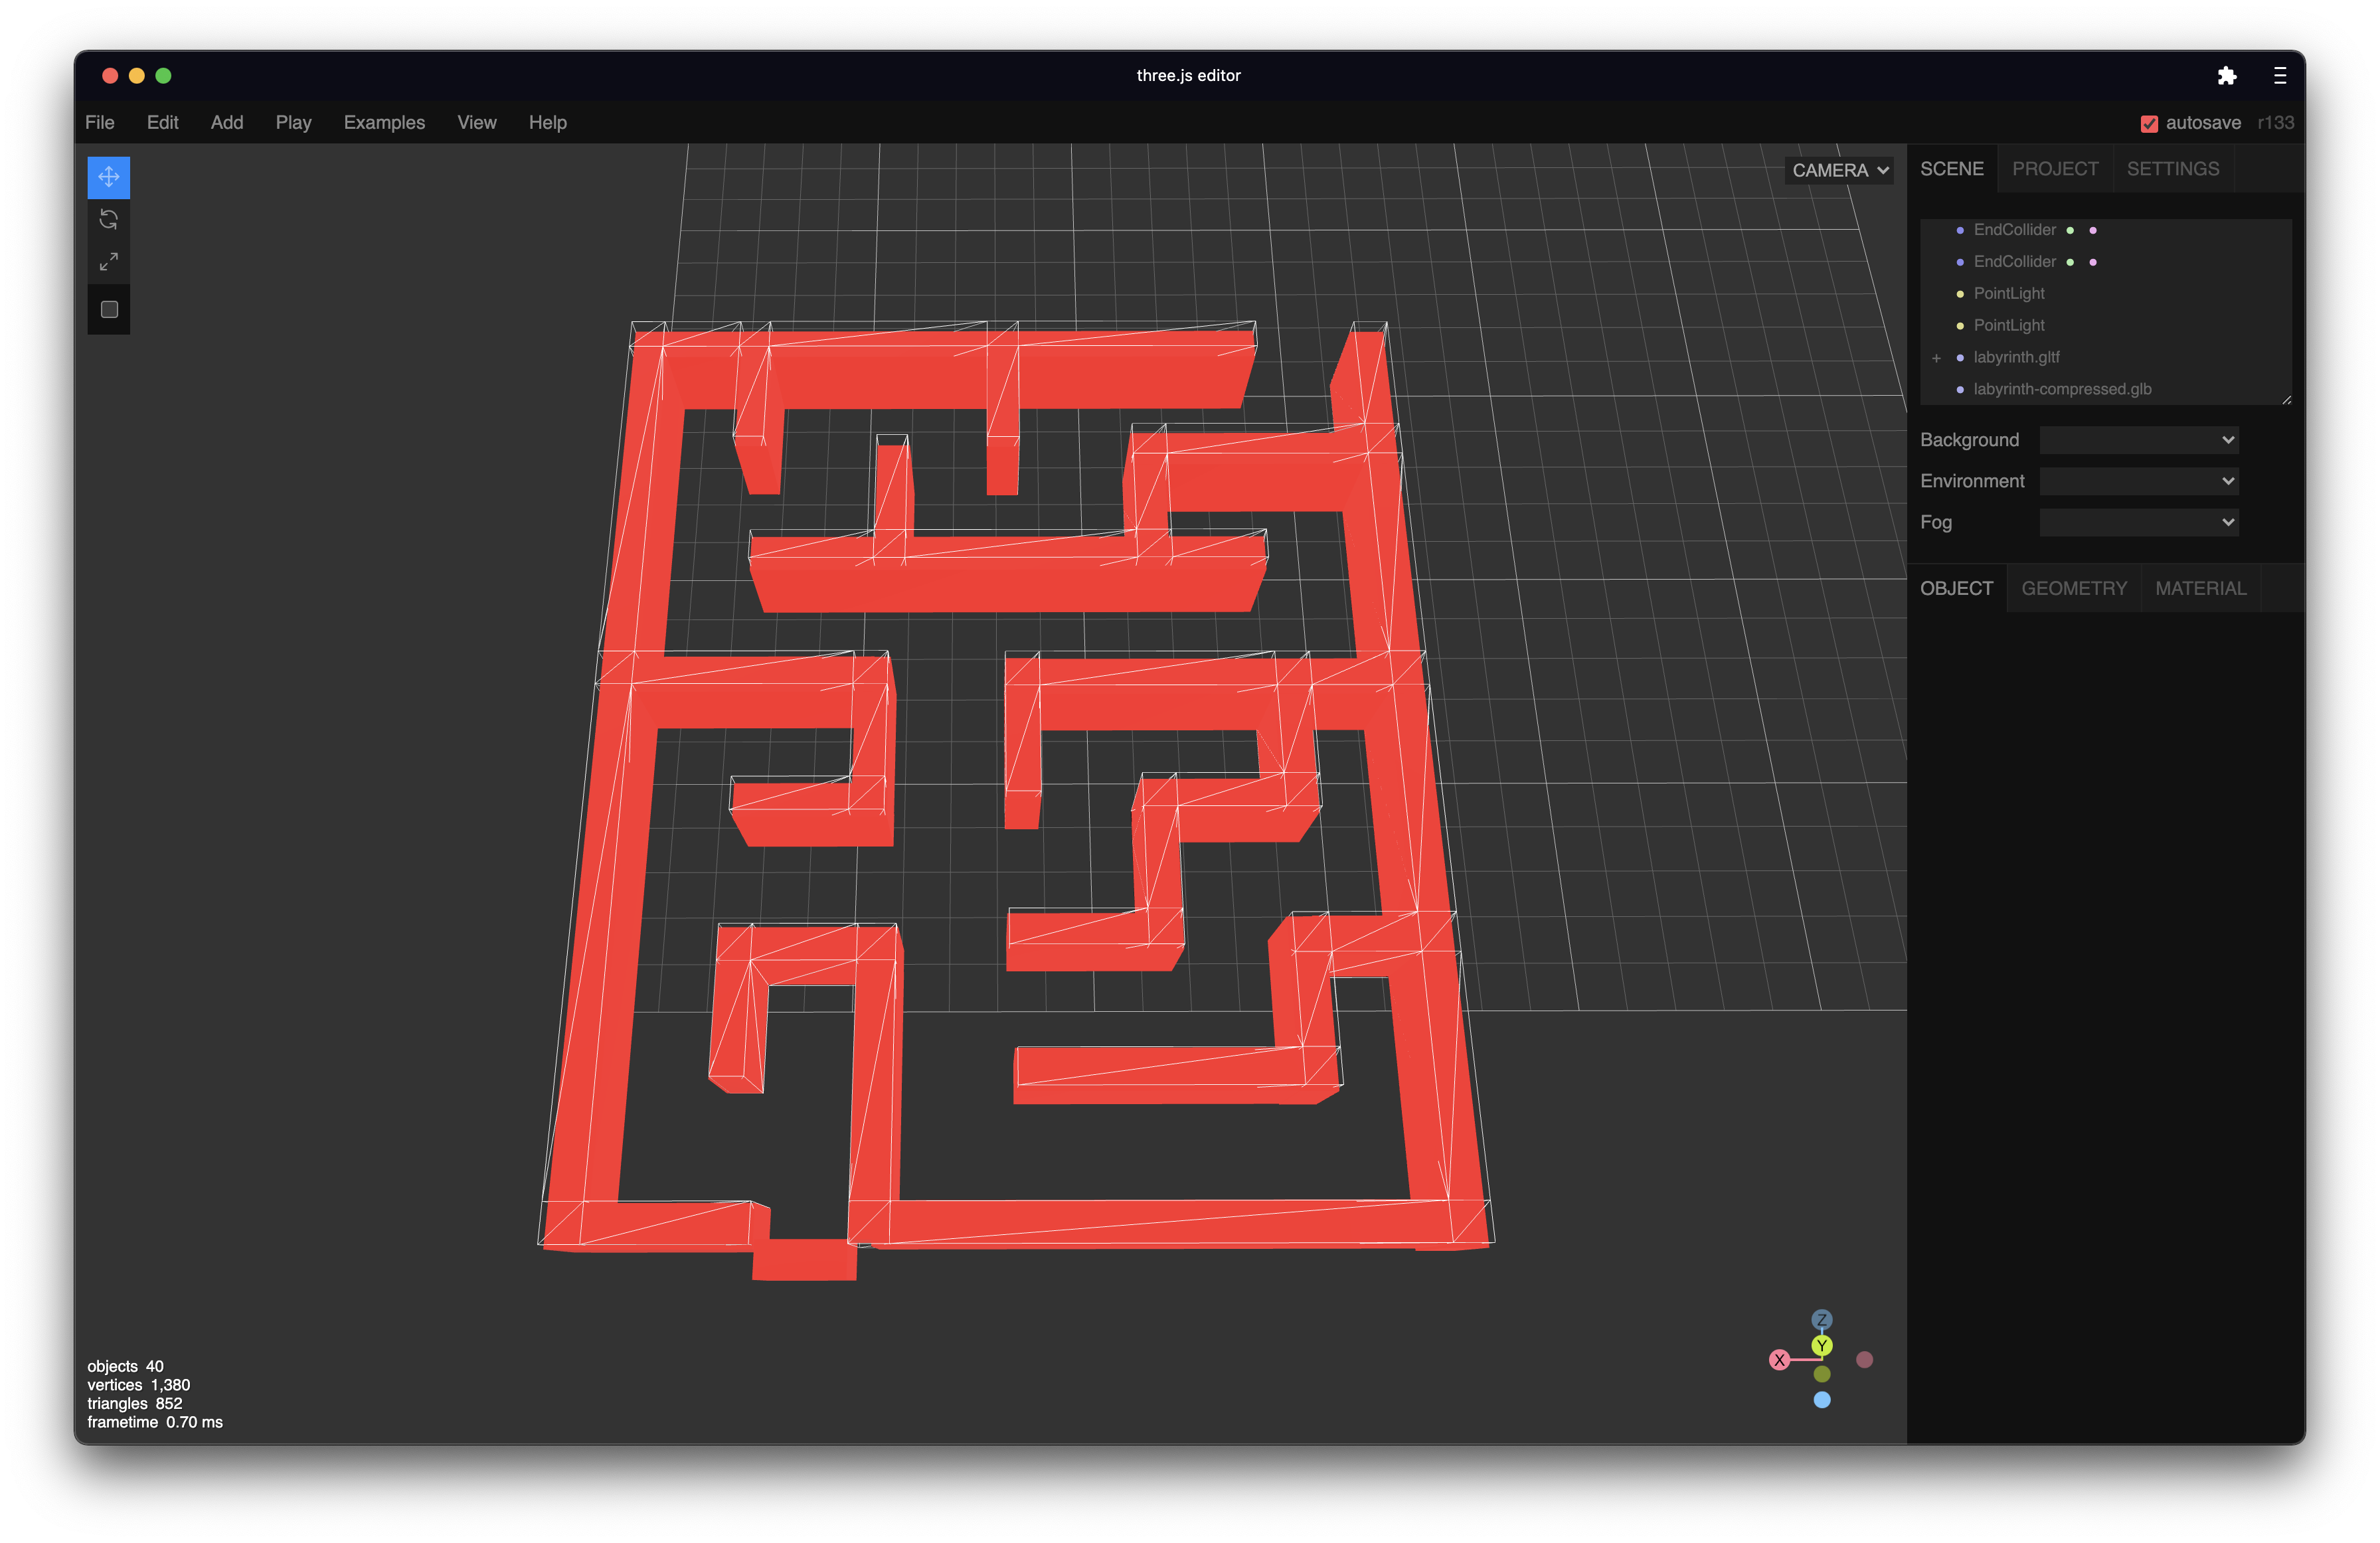 three.js editor
File Edit Add Play Examples View Help
autosave r133
CAMERA
SCENE PROJECT SETTINGS
EndCollider
EndCollider
PointLight
PointLight
+ labyrinth.gltf
labyrinth-compressed.glb
Background
Environment
Fog
OBJECT GEOMETRY MATERIAL
Z
Y
X
objects 40
vertices 1,380
triangles 852
frametime 0.70 ms